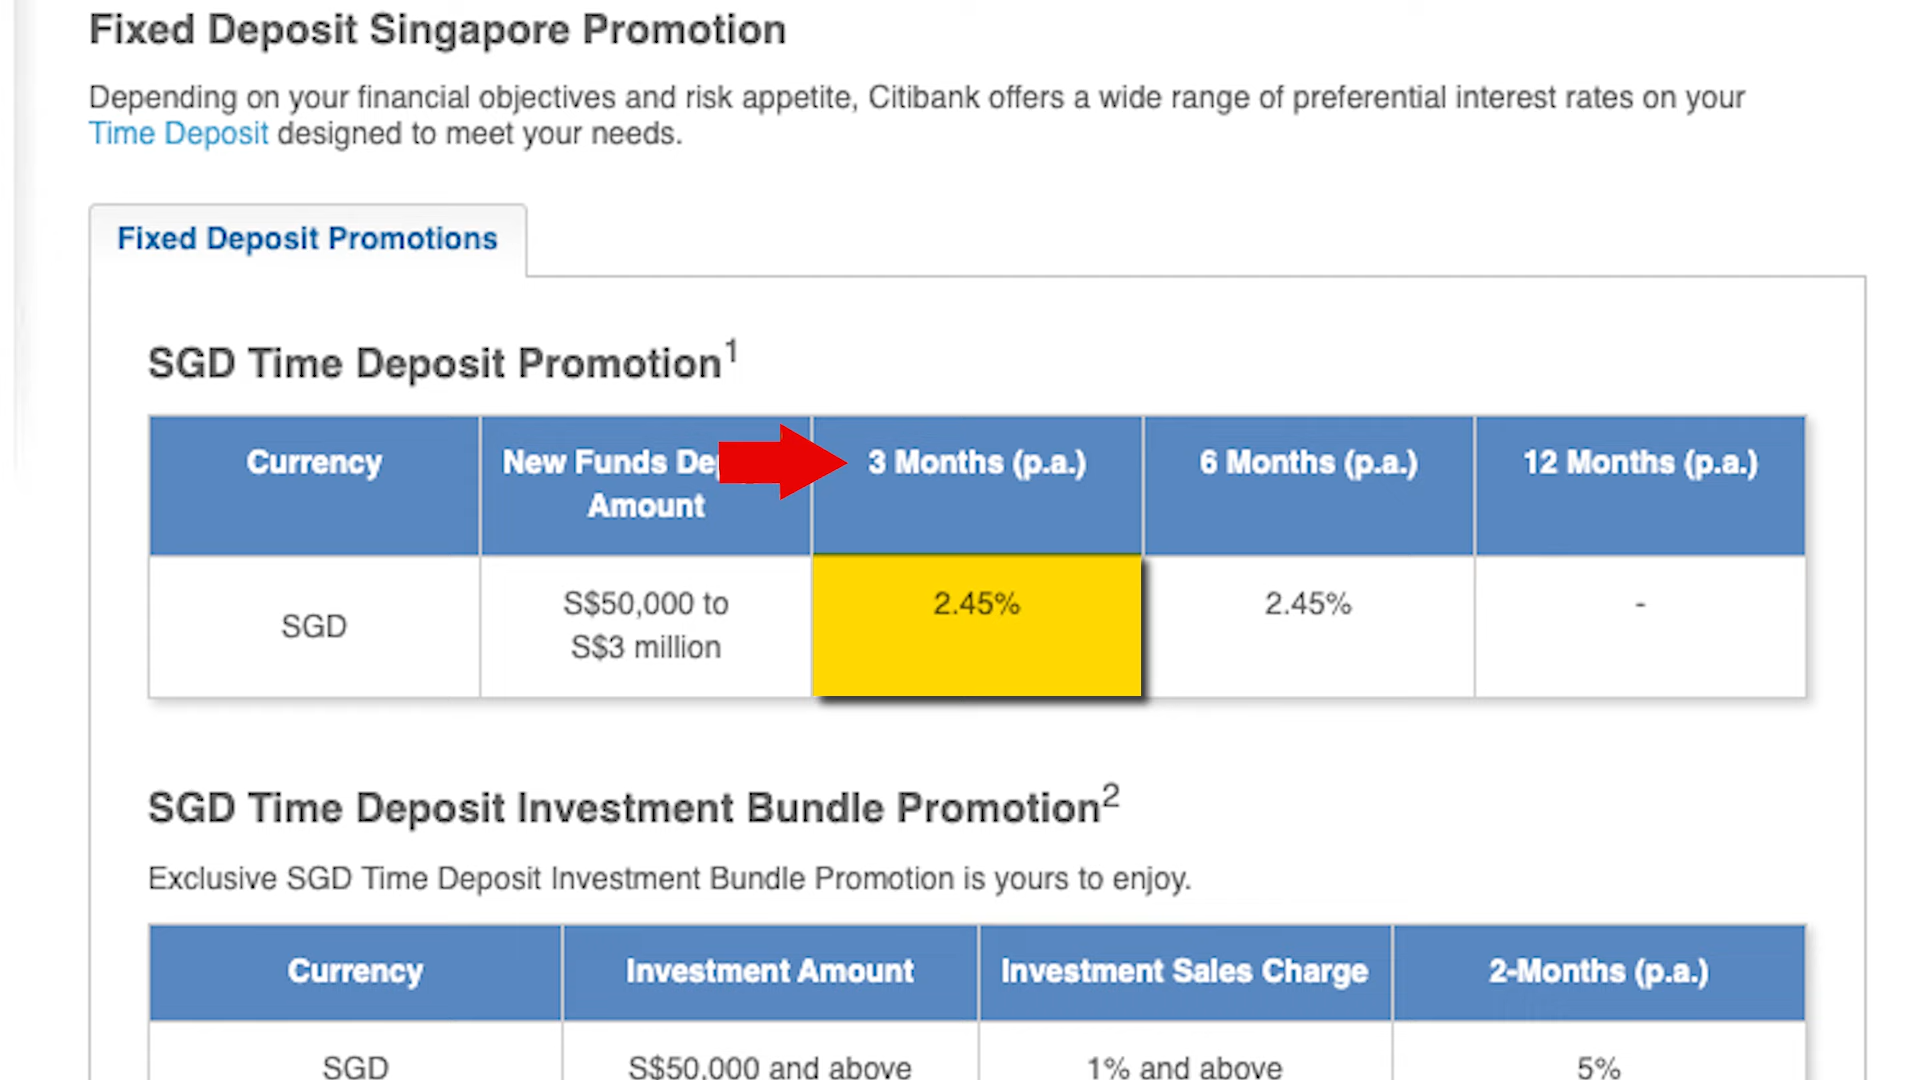 Fixed Deposit Singapore Promotion
Depending on your financial objectives and risk appetite, Citibank offers a wide range of preferential interest rates on your
Time Deposit designed to meet your needs.
Fixed Deposit Promotions
SGD Time Deposit Promotion1
Currency
New Funds De
Amount
3 Months (p.a.)
6 Months (p.a.)
12 Months (p.a.)
SGD
S$50,000 to
S$3 million
2.45%
2.45%
-
SGD Time Deposit Investment Bundle Promotion2
Exclusive SGD Time Deposit Investment Bundle Promotion is yours to enjoy.
Currency
Investment Amount
Investment Sales Charge
2-Months (p.a.)
SGD
S$50,000 and above
1% and above
5%